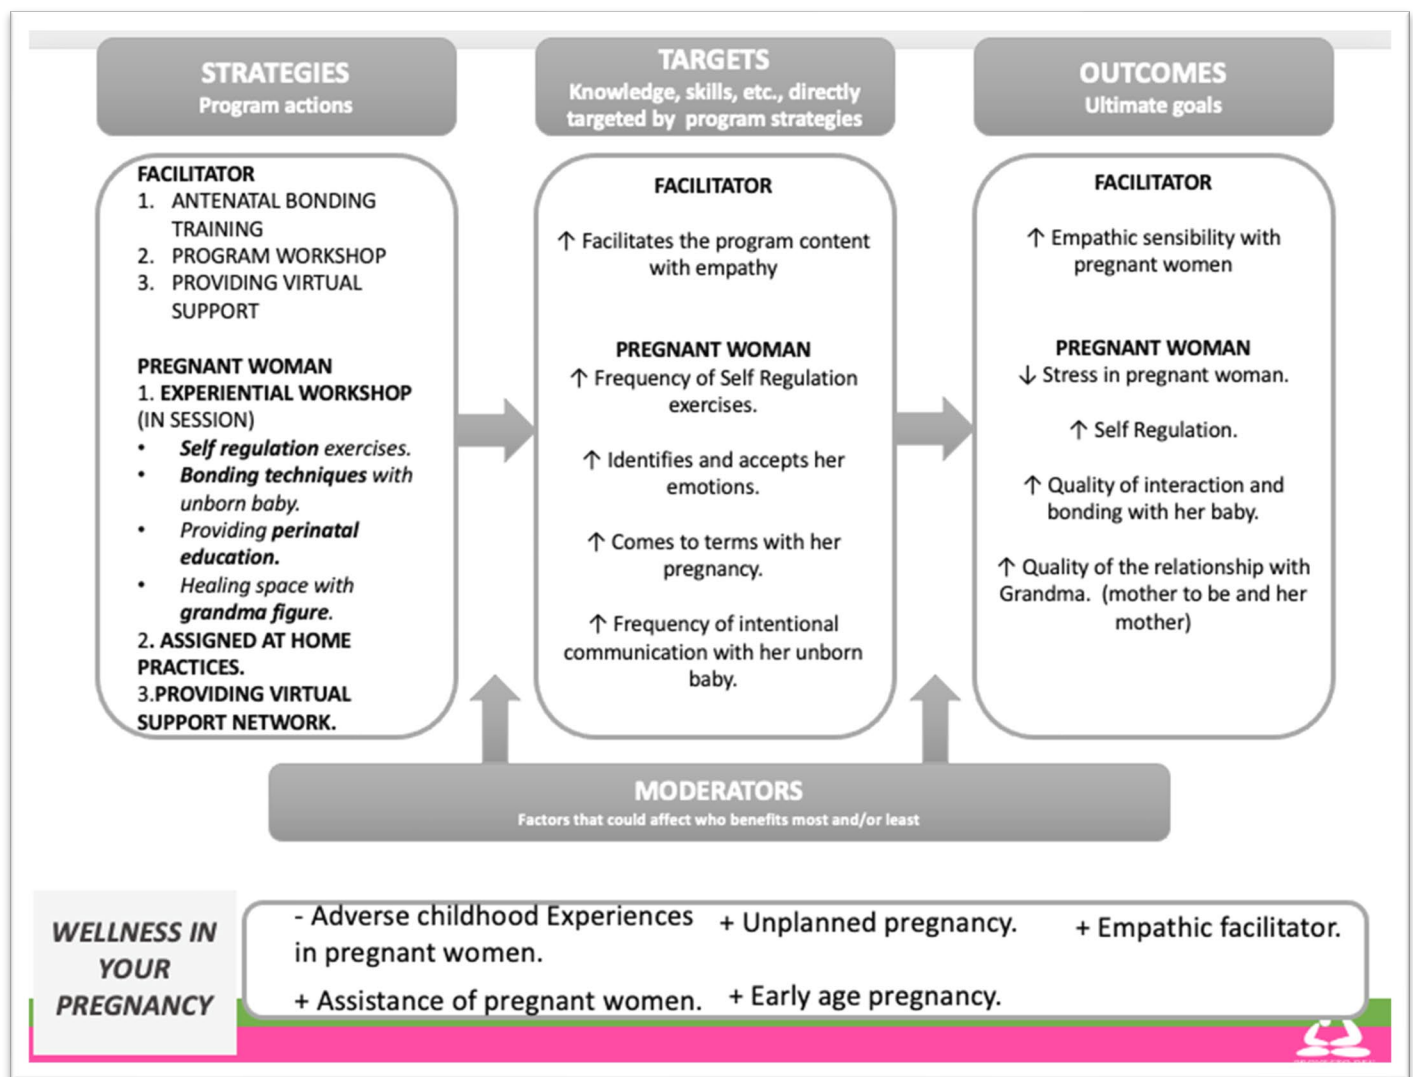 STRATEGIES
Program actions
TARGETS
Knowledge, skills, etc., directly
targeted by program strategies
OUTCOMES
Ultimate goals
FACILITATOR
1. ANTENATAL BONDING
TRAINING
2. PROGRAM WORKSHOP
3. PROVIDING VIRTUAL
SUPPORT
PREGNANT WOMAN
1. EXPERIENTIAL WORKSHOP
(IN SESSION)
• Self regulation exercises.
• Bonding techniques with
unborn baby.
• Providing perinatal
education.
• Healing space with
grandma figure.
2. ASSIGNED AT HOME
PRACTICES.
3.PROVIDING VIRTUAL
SUPPORT NETWORK.
FACILITATOR
↑ Facilitates the program content
with empathy
PREGNANT WOMAN
↑ Frequency of Self Regulation
exercises.
↑ Identifies and accepts her
emotions.
↑ Comes to terms with her
pregnancy.
↑ Frequency of intentional
communication with her unborn
baby.
FACILITATOR
↑ Empathic sensibility with
pregnant women
PREGNANT WOMAN
↓ Stress in pregnant woman.
↑ Self Regulation.
↑ Quality of interaction and
bonding with her baby.
↑ Quality of the relationship with
Grandma. (mother to be and her
mother)
MODERATORS
Factors that could affect who benefits most and/or least
WELLNESS IN
YOUR
PREGNANCY
- Adverse childhood Experiences
in pregnant women.
+ Assistance of pregnant women.
+ Unplanned pregnancy.
+ Early age pregnancy.
+ Empathic facilitator.